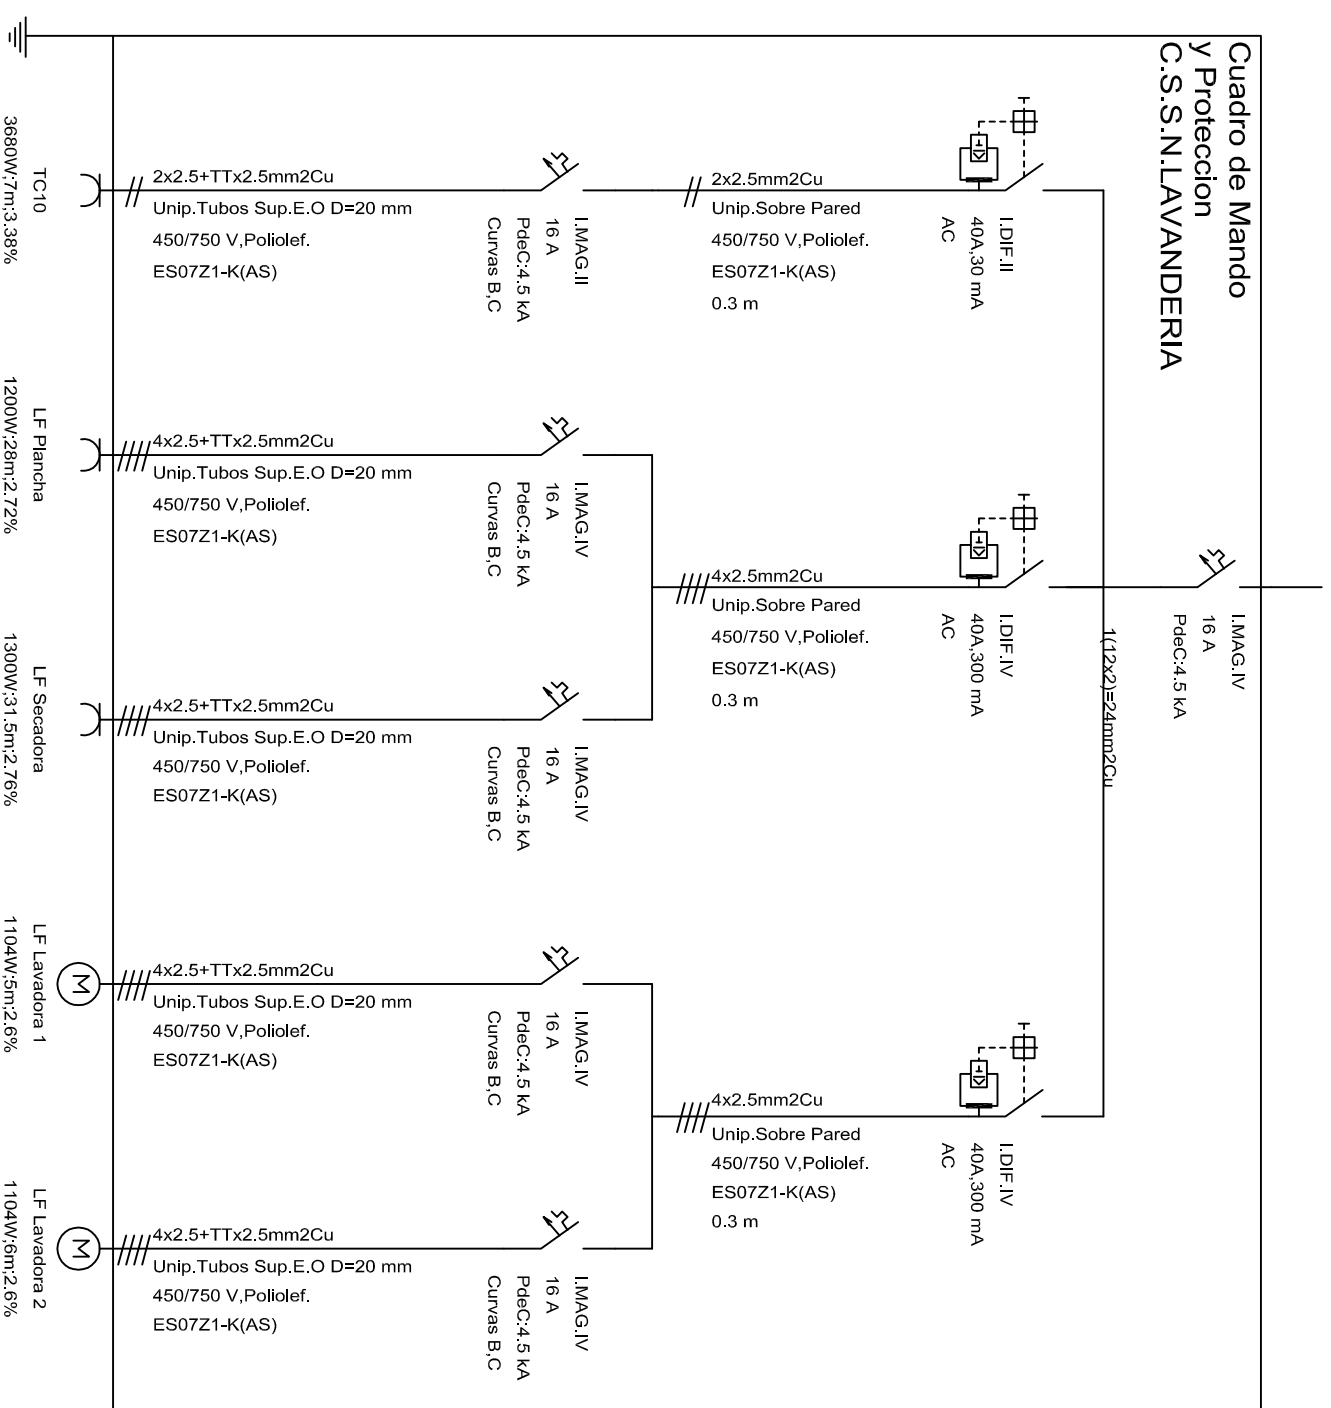 Cuadro de Mando
y Proteccion
C.S.S.N.LAVANDERIA
I.MAG.IV
16 A
PdeC:4.5 kA
1(12x2)=24mm2Cu
I.DIF.II
40A,30 mA
AC
2x2.5mm2Cu
Unip.Sobre Pared
450/750 V,Poliolef.
ES07Z1-K(AS)
0.3 m
I.MAG.II
16 A
PdeC:4.5 kA
Curvas B,C
2x2.5+TTx2.5mm2Cu
Unip.Tubos Sup.E.O D=20 mm
450/750 V,Poliolef.
ES07Z1-K(AS)
TC10
3680W;7m;3.38%
I.DIF.IV
40A,300 mA
AC
4x2.5mm2Cu
Unip.Sobre Pared
450/750 V,Poliolef.
ES07Z1-K(AS)
0.3 m
I.MAG.IV
16 A
PdeC:4.5 kA
Curvas B,C
4x2.5+TTx2.5mm2Cu
Unip.Tubos Sup.E.O D=20 mm
450/750 V,Poliolef.
ES07Z1-K(AS)
LF Plancha
1200W;28m;2.72%
I.MAG.IV
16 A
PdeC:4.5 kA
Curvas B,C
4x2.5+TTx2.5mm2Cu
Unip.Tubos Sup.E.O D=20 mm
450/750 V,Poliolef.
ES07Z1-K(AS)
LF Secadora
1300W;31.5m;2.76%
I.DIF.IV
40A,300 mA
AC
4x2.5mm2Cu
Unip.Sobre Pared
450/750 V,Poliolef.
ES07Z1-K(AS)
0.3 m
I.MAG.IV
16 A
PdeC:4.5 kA
Curvas B,C
4x2.5+TTx2.5mm2Cu
Unip.Tubos Sup.E.O D=20 mm
450/750 V,Poliolef.
ES07Z1-K(AS)
M
LF Lavadora 1
1104W;5m;2.6%
I.MAG.IV
16 A
PdeC:4.5 kA
Curvas B,C
4x2.5+TTx2.5mm2Cu
Unip.Tubos Sup.E.O D=20 mm
450/750 V,Poliolef.
ES07Z1-K(AS)
M
LF Lavadora 2
1104W;6m;2.6%